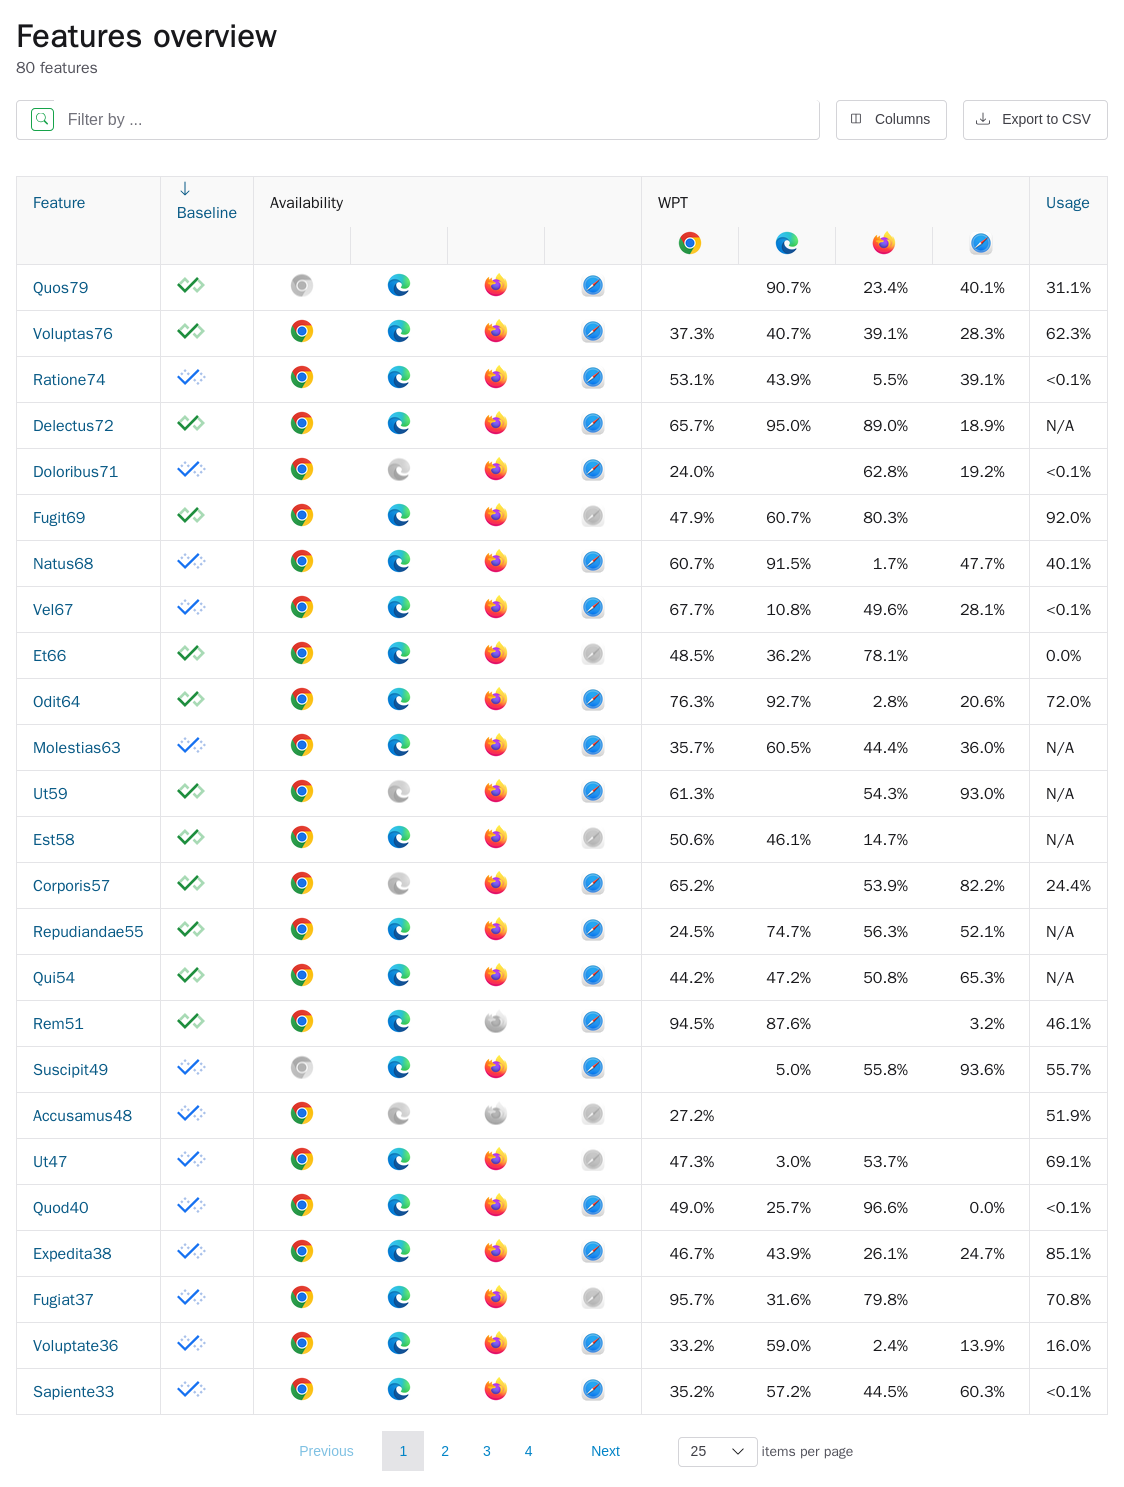 Features overview
80 features
Filter by ...
Columns
Export to CSV
Feature Baseline Availability WPT Usage
Quos79 90.7% 23.4% 40.1% 31.1%
Voluptas76 37.3% 40.7% 39.1% 28.3% 62.3%
Ratione74 53.1% 43.9% 5.5% 39.1% <0.1%
Delectus72 65.7% 95.0% 89.0% 18.9% N/A
Doloribus71 24.0% 62.8% 19.2% <0.1%
Fugit69 47.9% 60.7% 80.3% 92.0%
Natus68 60.7% 91.5% 1.7% 47.7% 40.1%
Vel67 67.7% 10.8% 49.6% 28.1% <0.1%
Et66 48.5% 36.2% 78.1% 0.0%
Odit64 76.3% 92.7% 2.8% 20.6% 72.0%
Molestias63 35.7% 60.5% 44.4% 36.0% N/A
Ut59 61.3% 54.3% 93.0% N/A
Est58 50.6% 46.1% 14.7% N/A
Corporis57 65.2% 53.9% 82.2% 24.4%
Repudiandae55 24.5% 74.7% 56.3% 52.1% N/A
Qui54 44.2% 47.2% 50.8% 65.3% N/A
Rem51 94.5% 87.6% 3.2% 46.1%
Suscipit49 5.0% 55.8% 93.6% 55.7%
Accusamus48 27.2% 51.9%
Ut47 47.3% 3.0% 53.7% 69.1%
Quod40 49.0% 25.7% 96.6% 0.0% <0.1%
Expedita38 46.7% 43.9% 26.1% 24.7% 85.1%
Fugiat37 95.7% 31.6% 79.8% 70.8%
Voluptate36 33.2% 59.0% 2.4% 13.9% 16.0%
Sapiente33 35.2% 57.2% 44.5% 60.3% <0.1%
Previous 1 2 3 4 Next 25 items per page